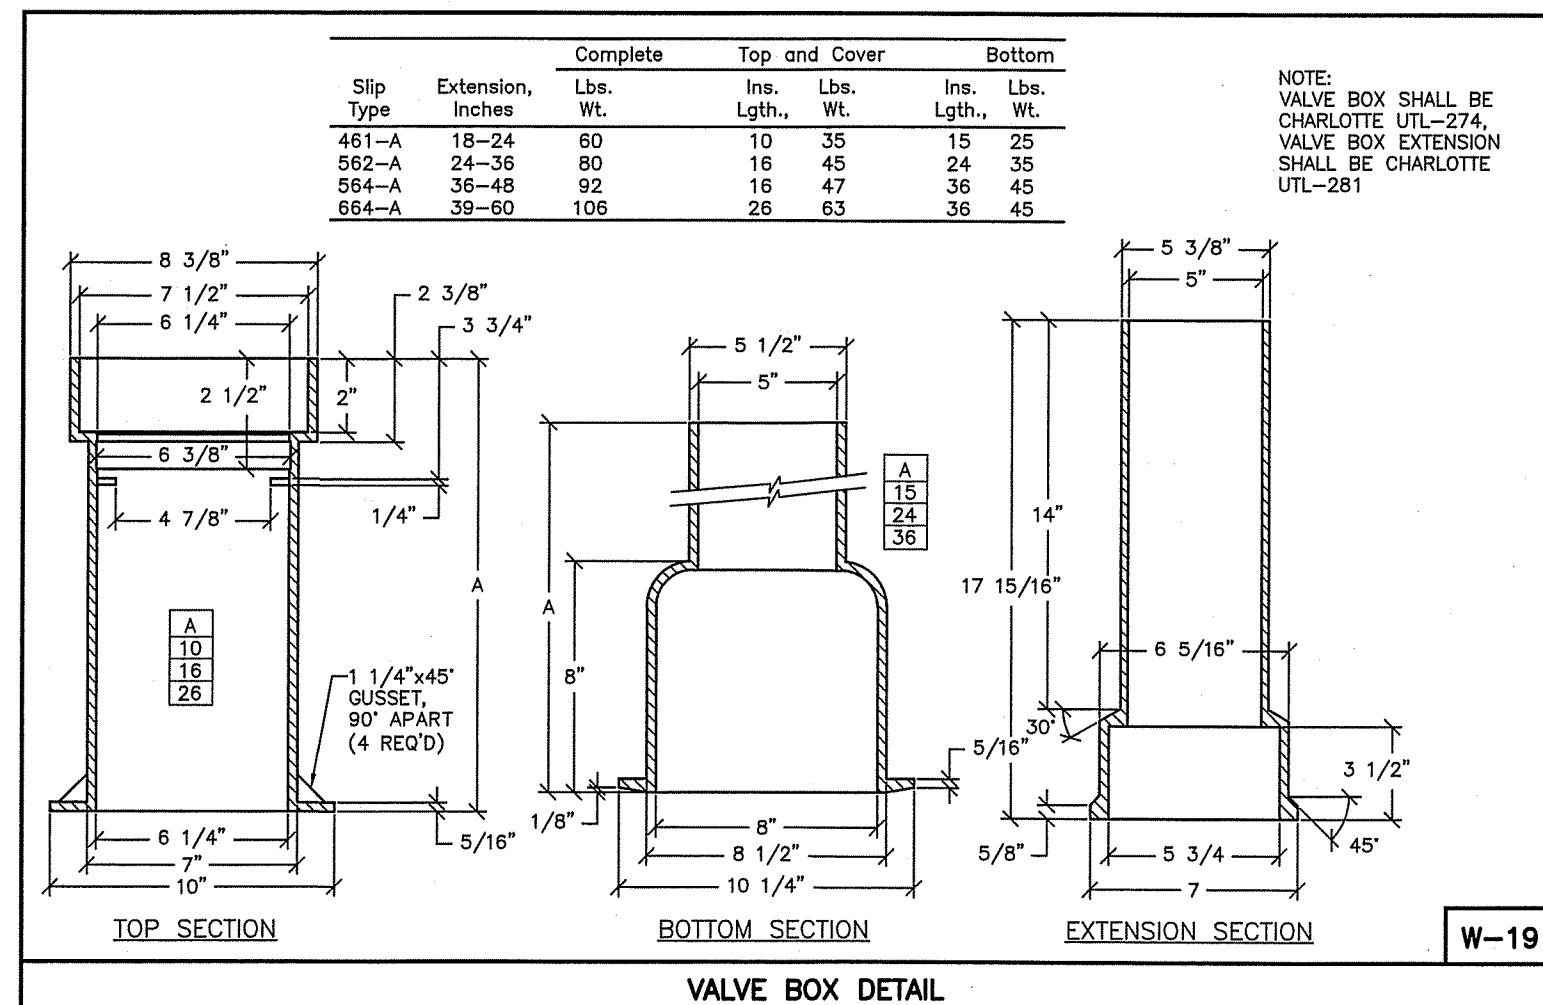 Complete Top and Cover Bottom
Slip Type Extension, Inches Lbs. Wt. Ins. Lgth., Lbs. Wt. Ins. Lgth., Lbs. Wt.
461-A 18-24 60 10 35 15 25
562-A 24-36 80 16 45 24 35
564-A 36-48 92 16 47 36 45
664-A 39-60 106 26 63 36 45
NOTE:
VALVE BOX SHALL BE
CHARLOTTE UTL-274,
VALVE BOX EXTENSION
SHALL BE CHARLOTTE
UTL-281
8 3/8"
7 1/2"
6 1/4"
2 3/8"
3 3/4"
2 1/2"
2"
6 3/8"
4 7/8"
1/4"
A
A
10
16
26
1 1/4"x45°
GUSSET,
90° APART
(4 REQ'D)
6 1/4"
5/16"
7"
10"
TOP SECTION
5 1/2"
5"
A
15
24
36
A
8"
5/16"
1/8"
8"
8 1/2"
10 1/4"
BOTTOM SECTION
5 3/8"
5"
14"
17 15/16"
6 5/16"
30°
3 1/2"
5/8"
45°
5 3/4
7
EXTENSION SECTION
W-19
VALVE BOX DETAIL